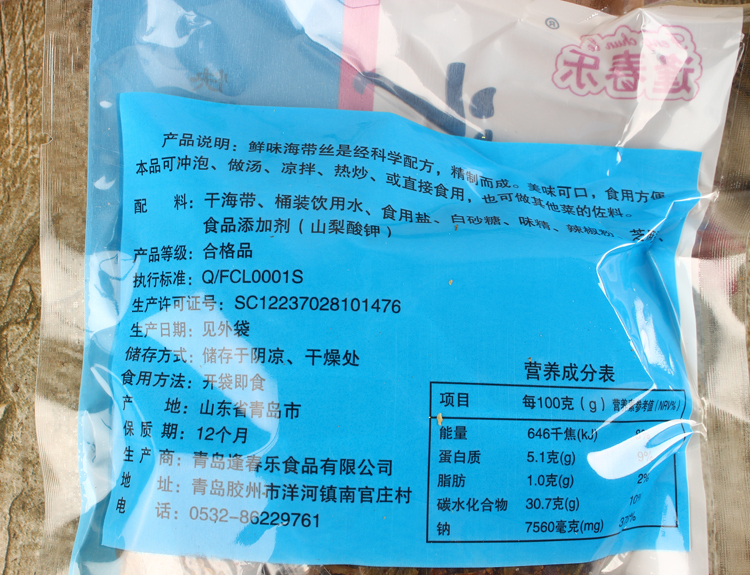 逢春乐
®
产品说明：鲜味海带丝是经科学配方，精制而成。美味可口，食用方便
本品可冲泡、做汤、凉拌、热炒、或直接食用，也可做其他菜的佐料。
配 料：干海带、桶装饮用水、食用盐、白砂糖、味精、辣椒粉、芝麻、
食品添加剂（山梨酸钾）
产品等级：合格品
执行标准：Q/FCL0001S
生产许可证号：SC12237028101476
生产日期：见外袋
储存方式：储存于阴凉、干燥处
食用方法：开袋即食
产 地：山东省青岛市
保 质 期：12个月
生 产 商：青岛逢春乐食品有限公司
地 址：青岛胶州市洋河镇南官庄村
电 话：0532-86229761
营养成分表
项目 每100克（g） 营养素参考值(NRV%)
能量 646千焦(kJ)
蛋白质 5.1克(g) 9%
脂肪 1.0克(g) 2%
碳水化合物 30.7克(g) 10%
钠 7560毫克(mg)